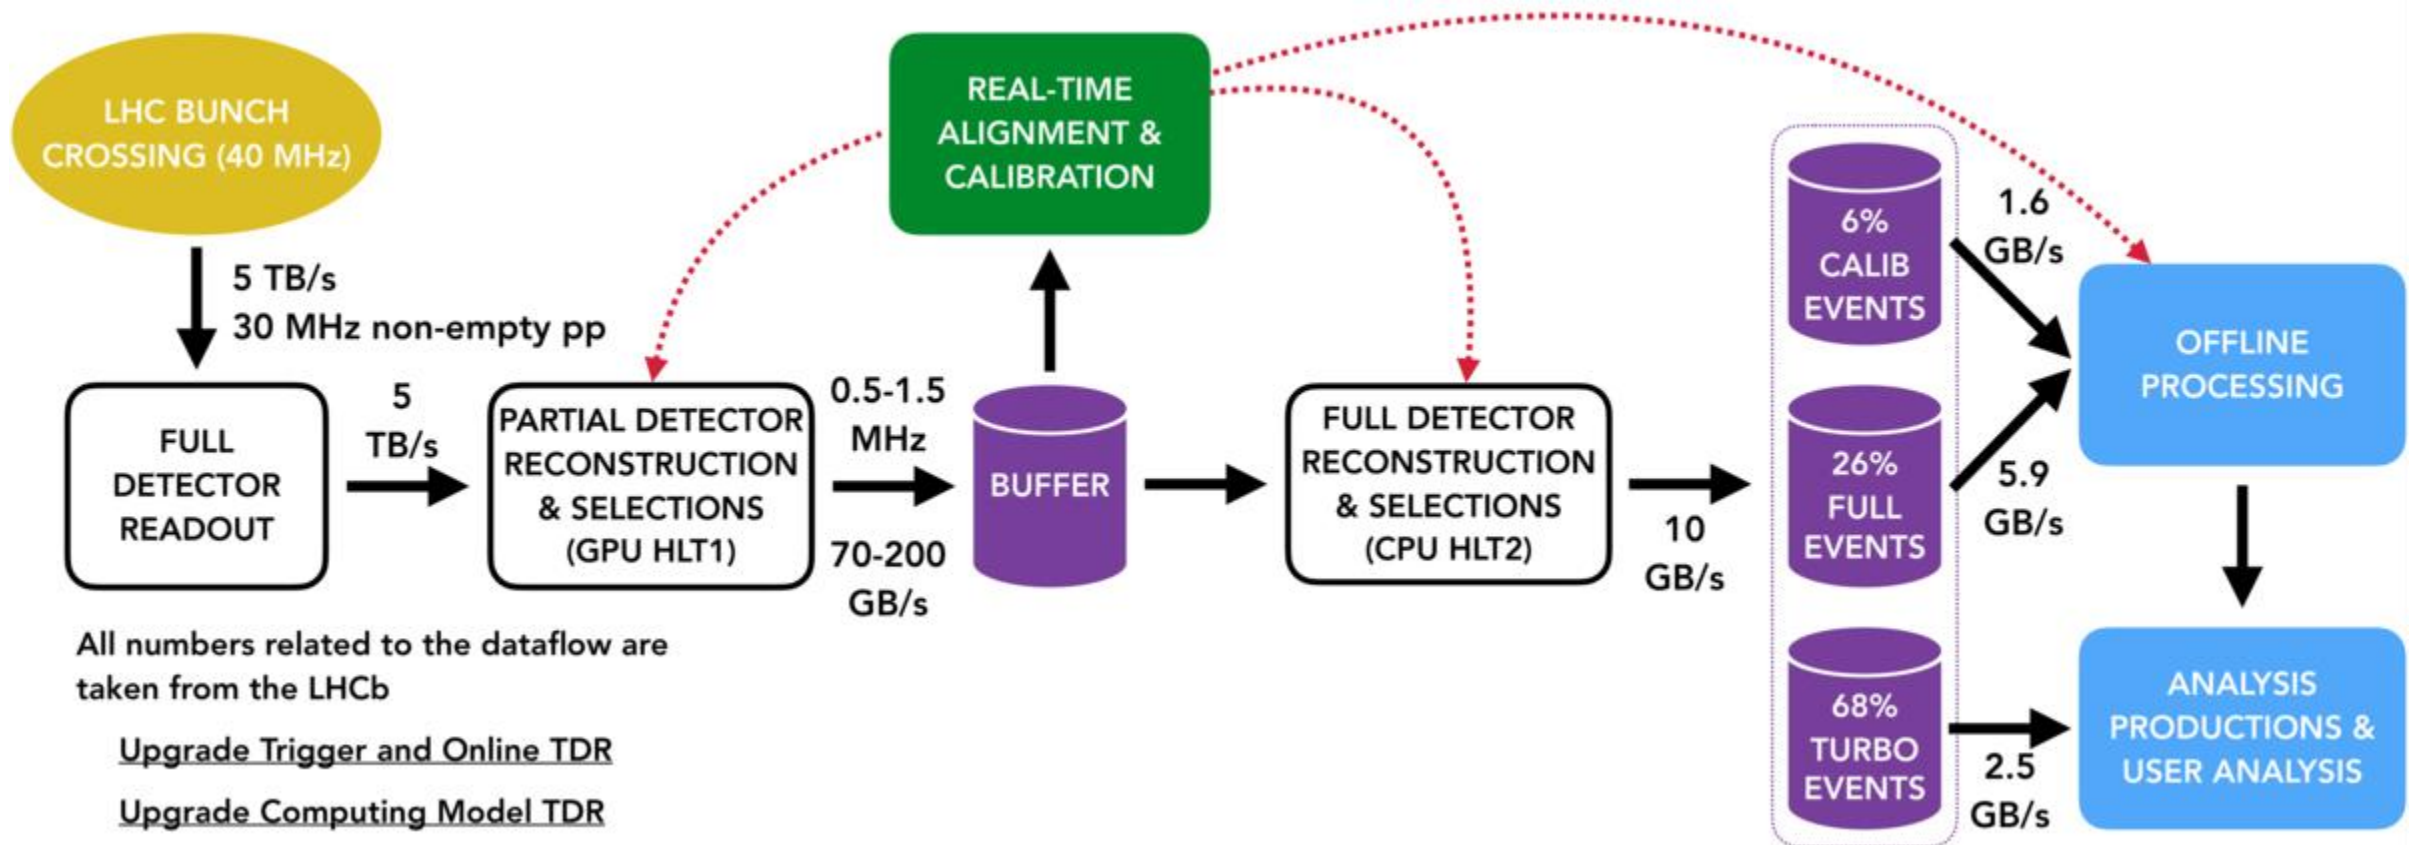 LHC BUNCH
CROSSING (40 MHz)
5 TB/s
30 MHz non-empty pp
FULL
DETECTOR
READOUT
5
TB/s
PARTIAL DETECTOR
RECONSTRUCTION
& SELECTIONS
(GPU HLT1)
0.5-1.5
MHz
70-200
GB/s
REAL-TIME
ALIGNMENT &
CALIBRATION
BUFFER
FULL DETECTOR
RECONSTRUCTION
& SELECTIONS
(CPU HLT2)
10
GB/s
6%
CALIB
EVENTS
1.6
GB/s
26%
FULL
EVENTS
5.9
GB/s
68%
TURBO
EVENTS
2.5
GB/s
OFFLINE
PROCESSING
ANALYSIS
PRODUCTIONS &
USER ANALYSIS
All numbers related to the dataflow are
taken from the LHCb
Upgrade Trigger and Online TDR
Upgrade Computing Model TDR